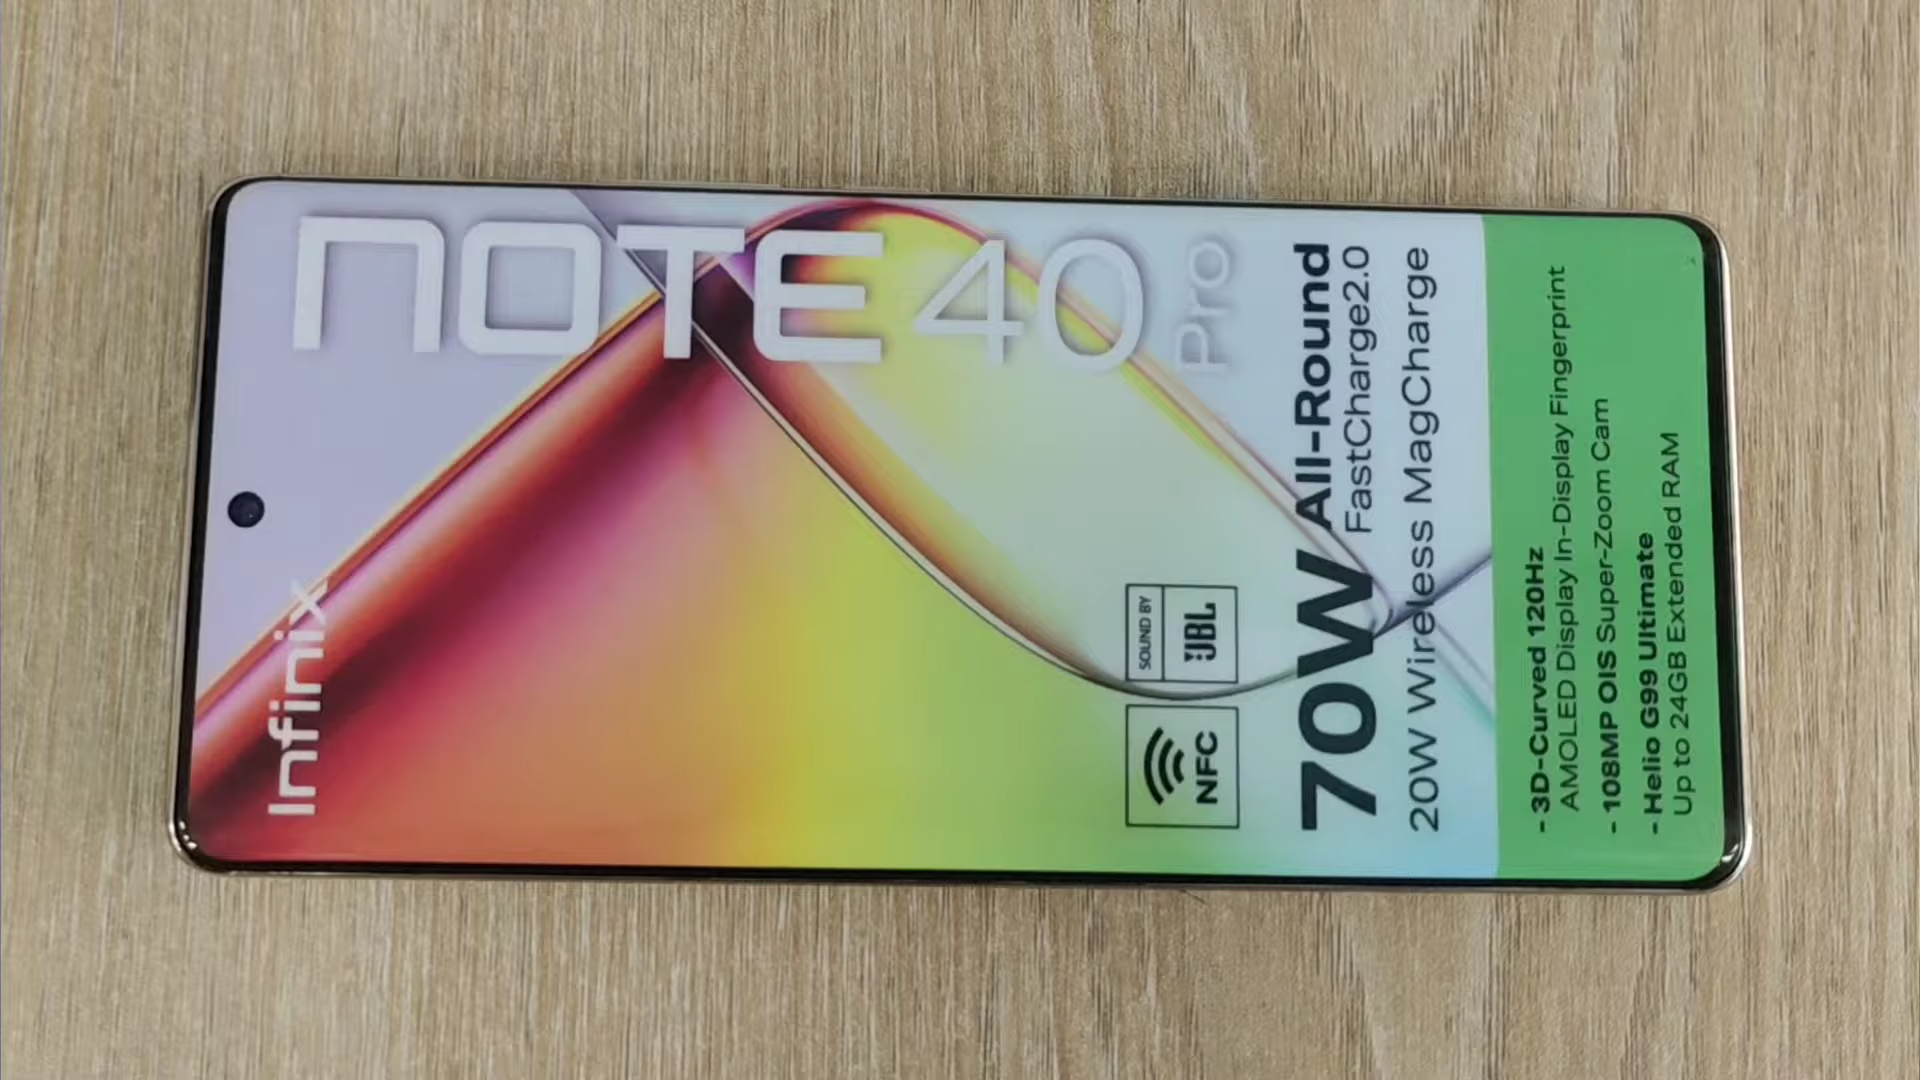 Infinix
NOTE 40 Pro
NFC
SOUND BY
JBL
70W All-Round
FastCharge2.0
20W Wireless MagCharge
- 3D-Curved 120Hz
AMOLED Display In-Display Fingerprint
- 108MP OIS Super-Zoom Cam
- Helio G99 Ultimate
Up to 24GB Extended RAM